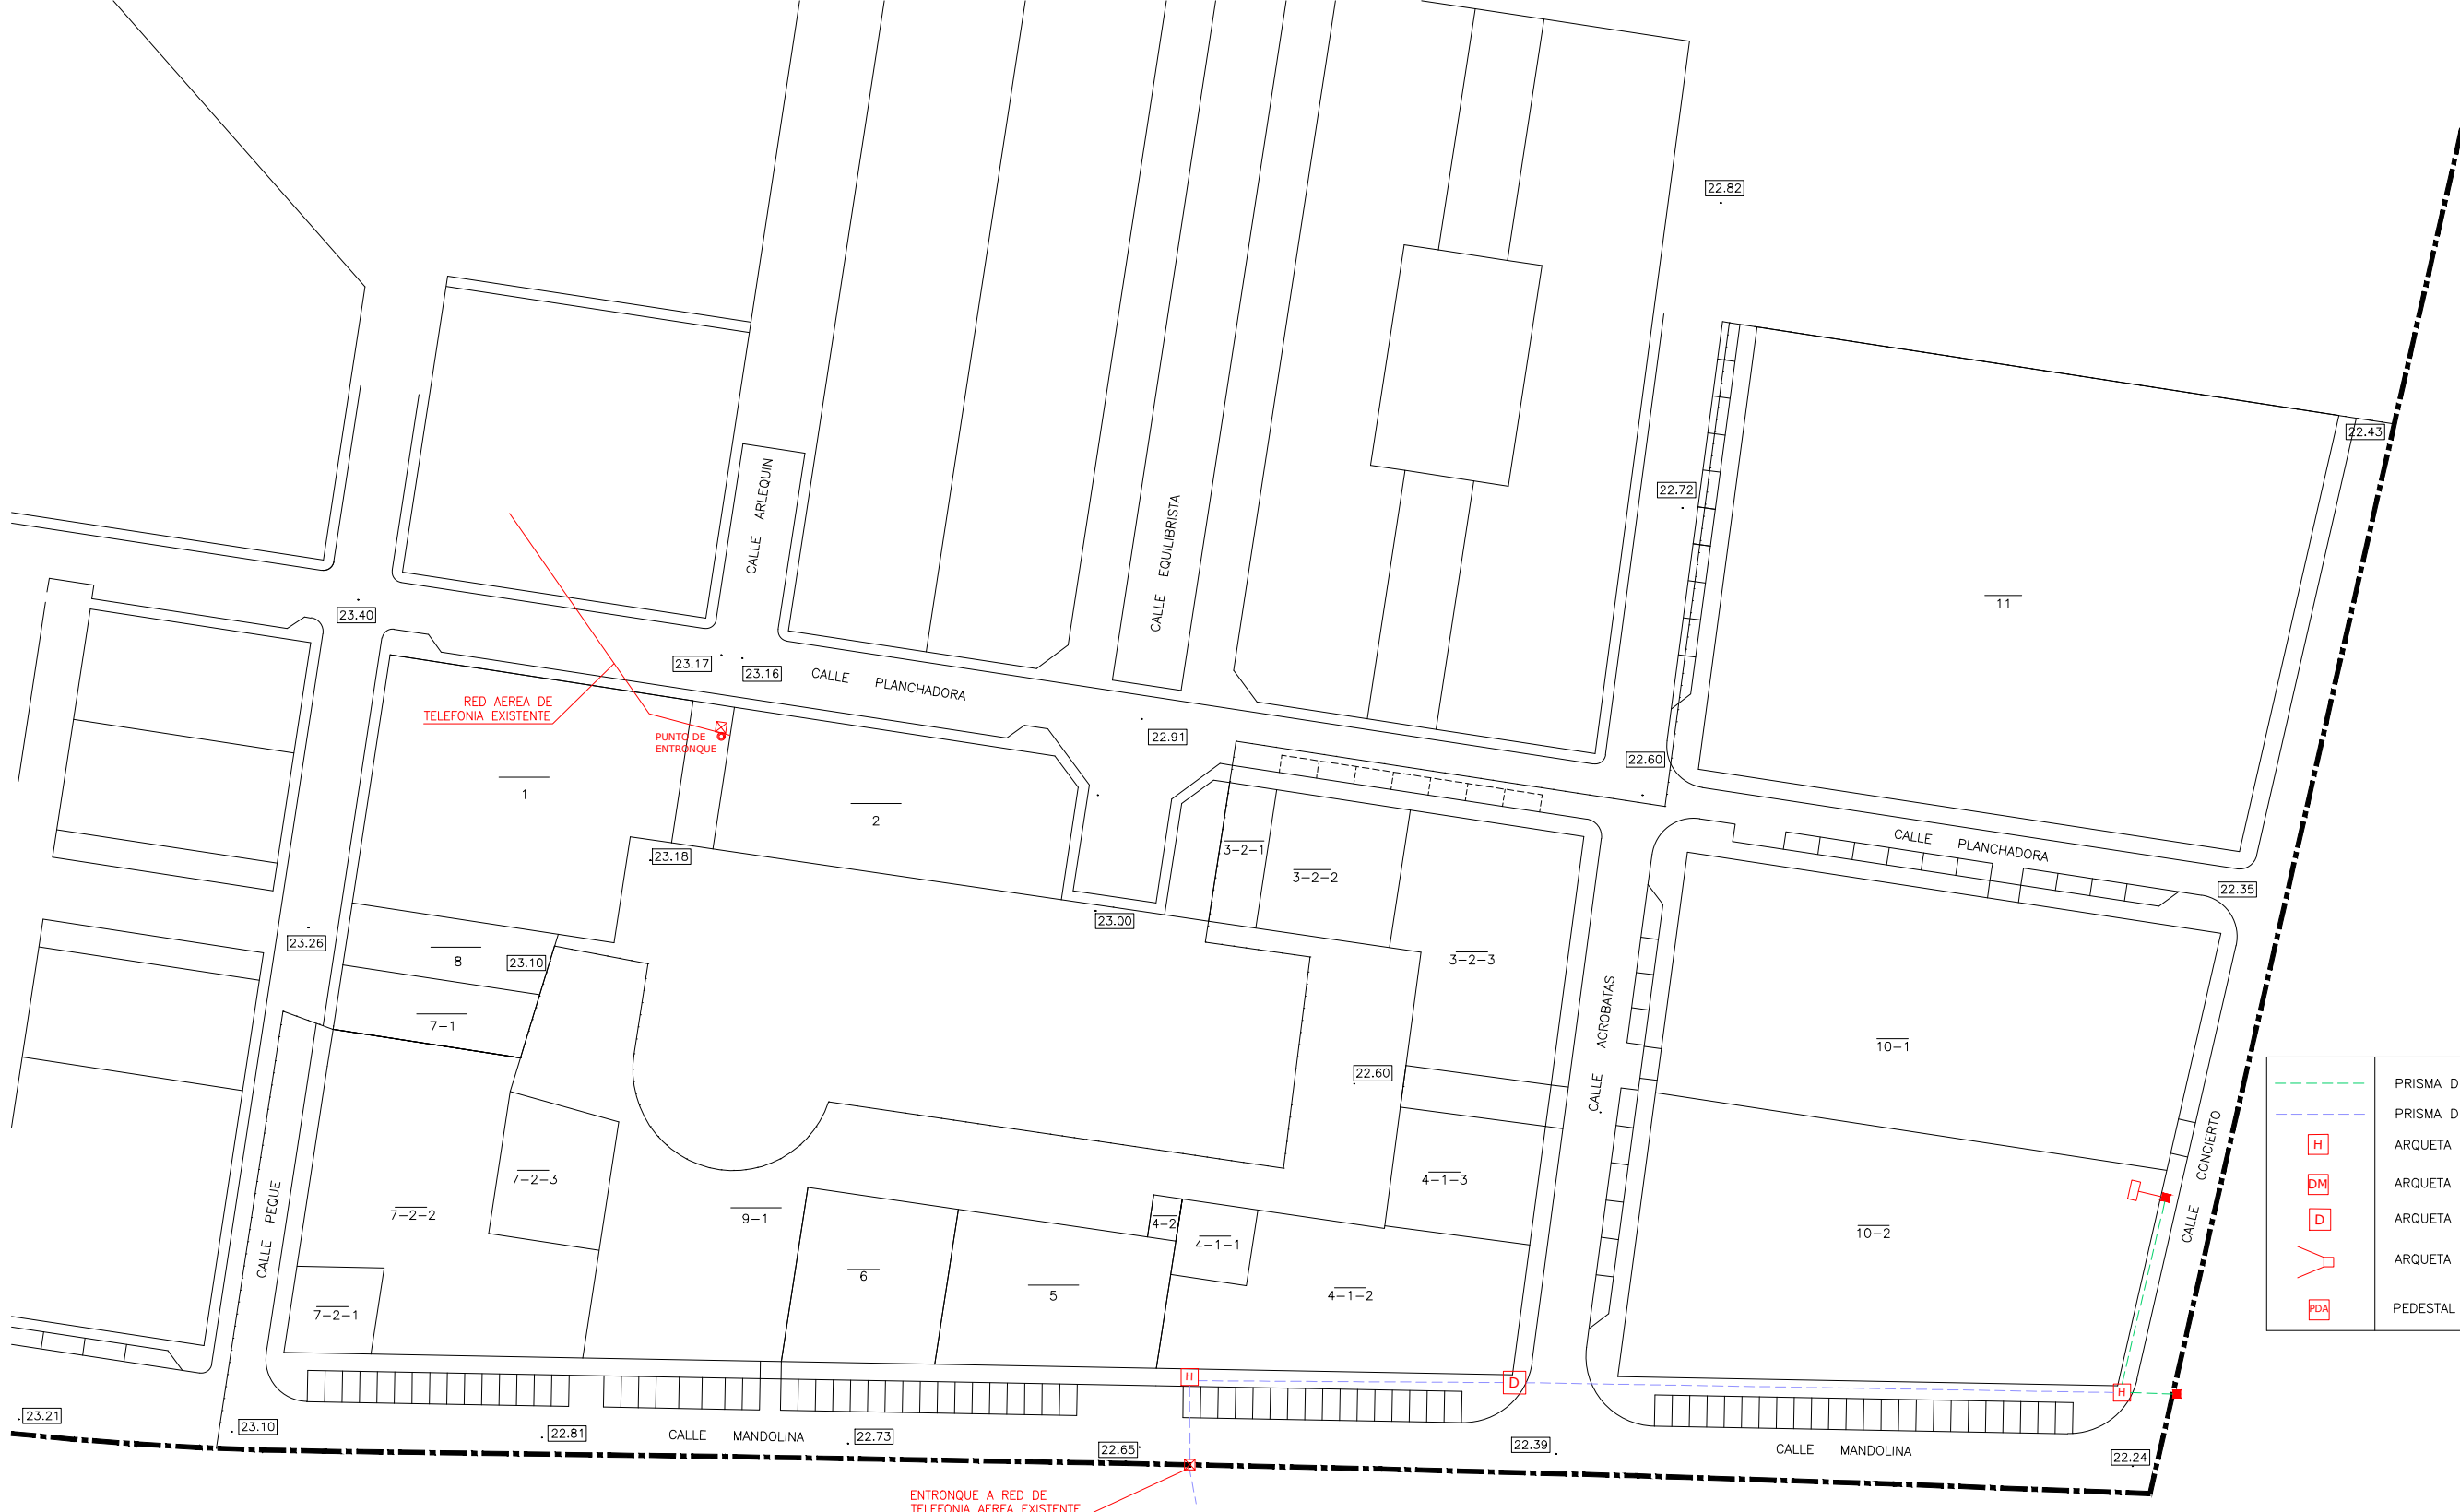 22.82
22.43
22.72
CALLE ARLEQUIN
CALLE EQUILIBRISTA
11
23.40
23.17
23.16
CALLE PLANCHADORA
RED AEREA DE
TELEFONIA EXISTENTE
PUNTO DE
ENTRONQUE
22.91
22.60
1
2
CALLE PLANCHADORA
3-2-1
23.18
3-2-2
22.35
23.00
23.26
8
23.10
3-2-3
7-1
CALLE ACROBATAS
10-1
22.60
PRISMA D
PRISMA D
H
ARQUETA
DM
ARQUETA
D
ARQUETA
ARQUETA
PDA
PEDESTAL
CALLE CONCIERTO
7-2-3
4-1-3
CALLE PEQUE
7-2-2
9-1
4-2
4-1-1
10-2
6
5
4-1-2
7-2-1
H
D
H
23.21
23.10
22.81
CALLE MANDOLINA
22.73
22.65
22.39
CALLE MANDOLINA
22.24
ENTRONQUE A RED DE
TELEFONIA AEREA EXISTENTE